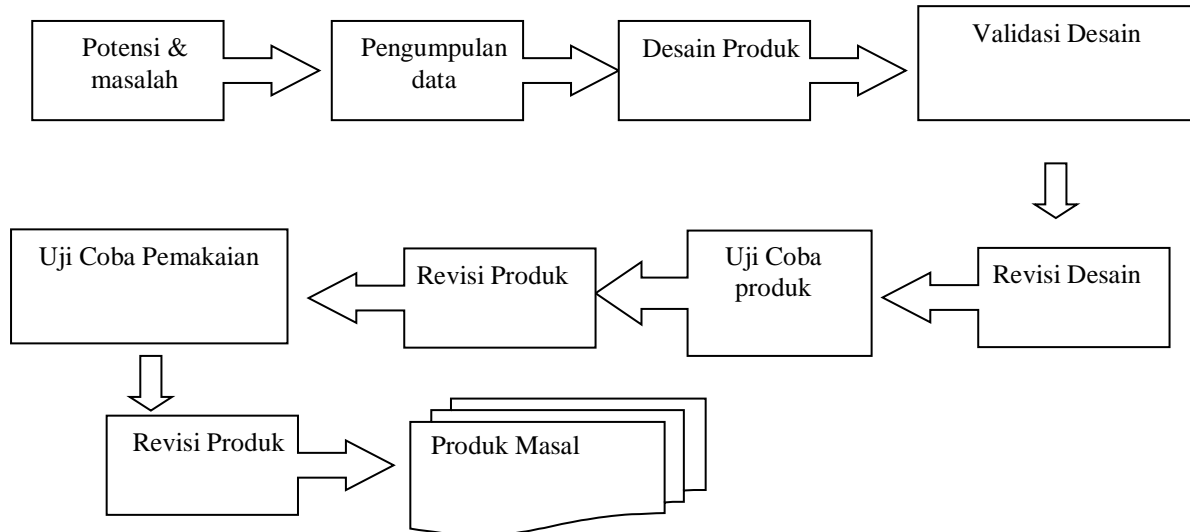 Potensi &
masalah
Pengumpulan
data
Desain Produk
Validasi Desain
Revisi Desain
Uji Coba
produk
Revisi Produk
Uji Coba Pemakaian
Revisi Produk
Produk Masal